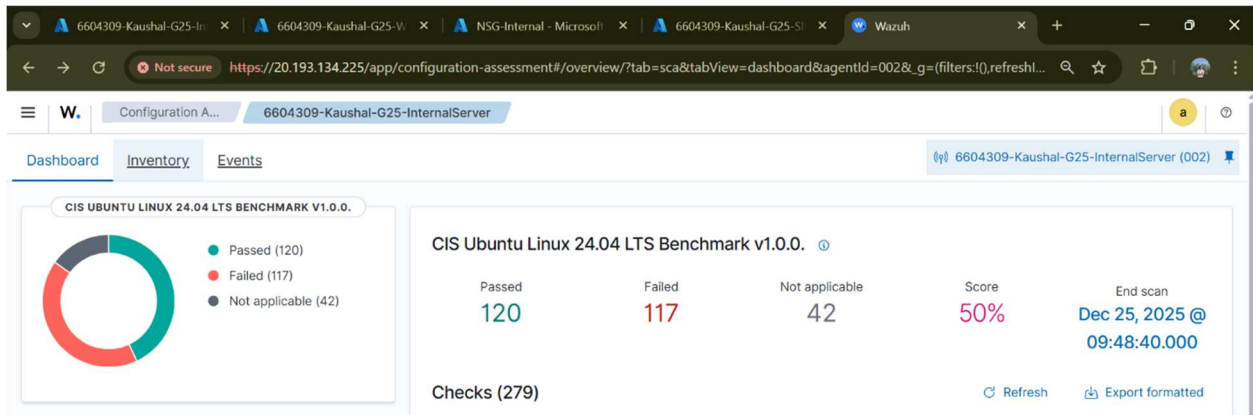 6604309-Kaushal-G25-In
6604309-Kaushal-G25-W
NSG-Internal - Microsoft
6604309-Kaushal-G25-S
Wazuh
Not secure https://20.193.134.225/app/configuration-assessment#/overview/?tab=sca&tabView=dashboard&agentId=002&_g=(filters:!(),refreshI...
W. Configuration A... 6604309-Kaushal-G25-InternalServer a
Dashboard Inventory Events 6604309-Kaushal-G25-InternalServer (002)
CIS UBUNTU LINUX 24.04 LTS BENCHMARK V1.0.0.
Passed (120)
Failed (117)
Not applicable (42)
CIS Ubuntu Linux 24.04 LTS Benchmark v1.0.0.
Passed
120
Failed
117
Not applicable
42
Score
50%
End scan
Dec 25, 2025 @
09:48:40.000
Checks (279) Refresh Export formatted